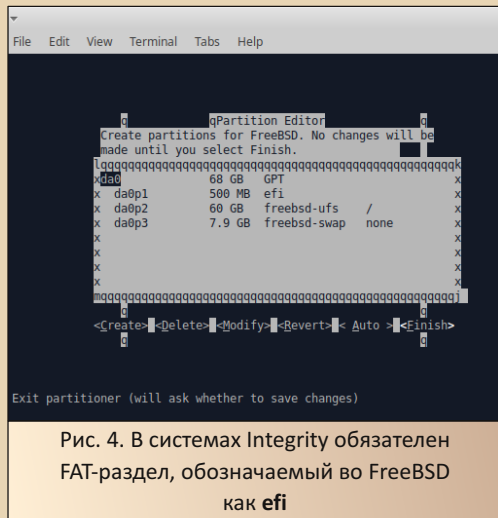 File Edit View Terminal Tabs Help
q qPartition Editor q
Create partitions for FreeBSD. No changes will be
made until you select Finish.
lqqqqqqqqqqqqqqqqqqqqqqqqqqqqqqqqqqqqqqqqqqqqqqqqqqqk
xda0 68 GB GPT x
x da0p1 500 MB efi x
x da0p2 60 GB freebsd-ufs / x
x da0p3 7.9 GB freebsd-swap none x
x x
x x
x x
x x
mqqqqqqqqqqqqqqqqqqqqqqqqqqqqqqqqqqqqqqqqqqqqqqqqqqqj
q q
<Create> <Delete> <Modify> <Revert> < Auto > <Finish>
q q
Exit partitioner (will ask whether to save changes)
Рис. 4. В системах Integrity обязателен
FAT-раздел, обозначаемый во FreeBSD
как efi